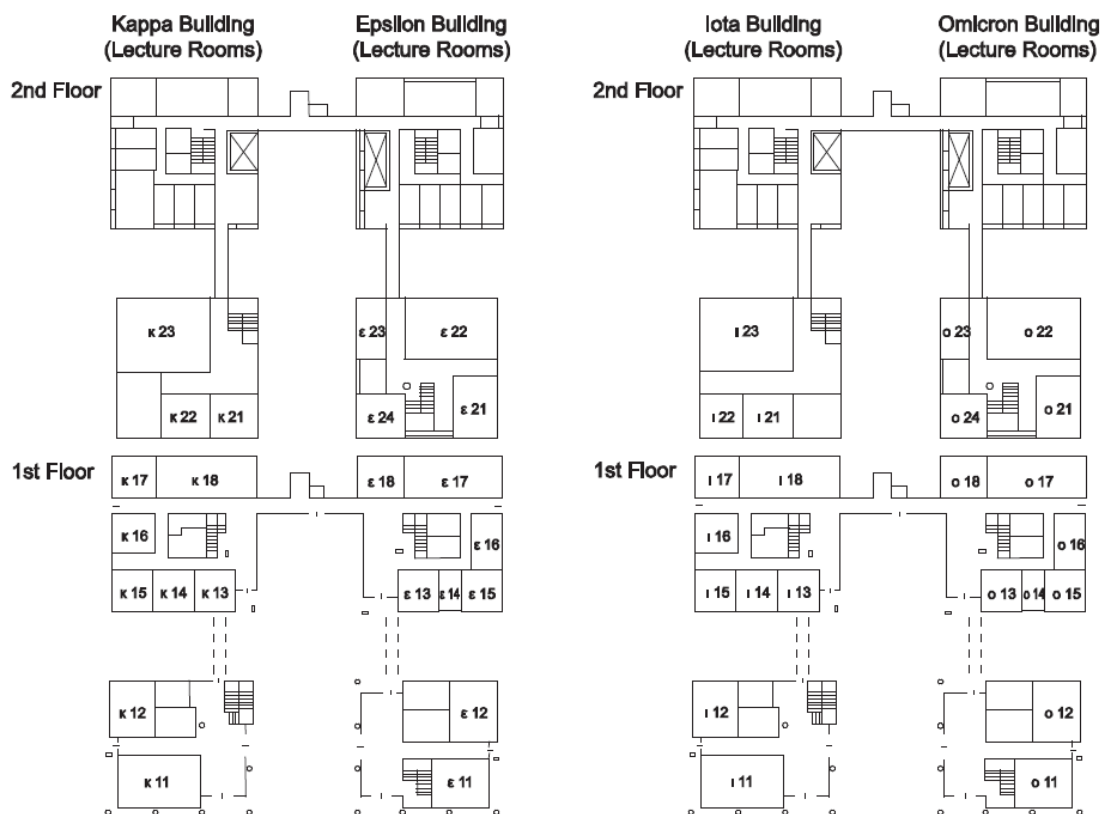 Kappa Building
(Lecture Rooms)
Epsilon Building
(Lecture Rooms)
Iota Building
(Lecture Rooms)
Omicron Building
(Lecture Rooms)
2nd Floor
2nd Floor
κ 23
ε 23
ε 22
ι 23
ο 23
ο 22
κ 22
κ 21
ε 24
ε 21
ι 22
ι 21
ο 24
ο 21
1st Floor
1st Floor
κ 17
κ 18
ε 18
ε 17
ι 17
ι 18
ο 18
ο 17
κ 16
ε 16
ι 16
ο 16
κ 15
κ 14
κ 13
ε 13
ε 14
ε 15
ι 15
ι 14
ι 13
ο 13
ο 14
ο 15
κ 12
ε 12
ι 12
ο 12
κ 11
ε 11
ι 11
ο 11